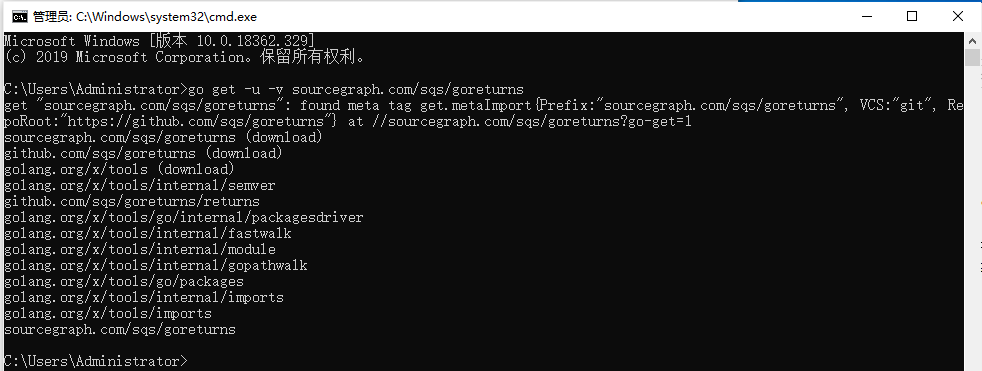 管理员: C:\Windows\system32\cmd.exe
Microsoft Windows [版本 10.0.18362.329]
(c) 2019 Microsoft Corporation。保留所有权利。
C:\Users\Administrator>go get -u -v sourcegraph.com/sqs/goreturns
get "sourcegraph.com/sqs/goreturns": found meta tag get.metaImport{Prefix:"sourcegraph.com/sqs/goreturns", VCS:"git", Re
poRoot:"https://github.com/sqs/goreturns"} at //sourcegraph.com/sqs/goreturns?go-get=1
sourcegraph.com/sqs/goreturns (download)
github.com/sqs/goreturns (download)
golang.org/x/tools (download)
golang.org/x/tools/internal/semver
github.com/sqs/goreturns/returns
golang.org/x/tools/go/internal/packagesdriver
golang.org/x/tools/internal/fastwalk
golang.org/x/tools/internal/module
golang.org/x/tools/internal/gopathwalk
golang.org/x/tools/go/packages
golang.org/x/tools/internal/imports
golang.org/x/tools/imports
sourcegraph.com/sqs/goreturns
C:\Users\Administrator>